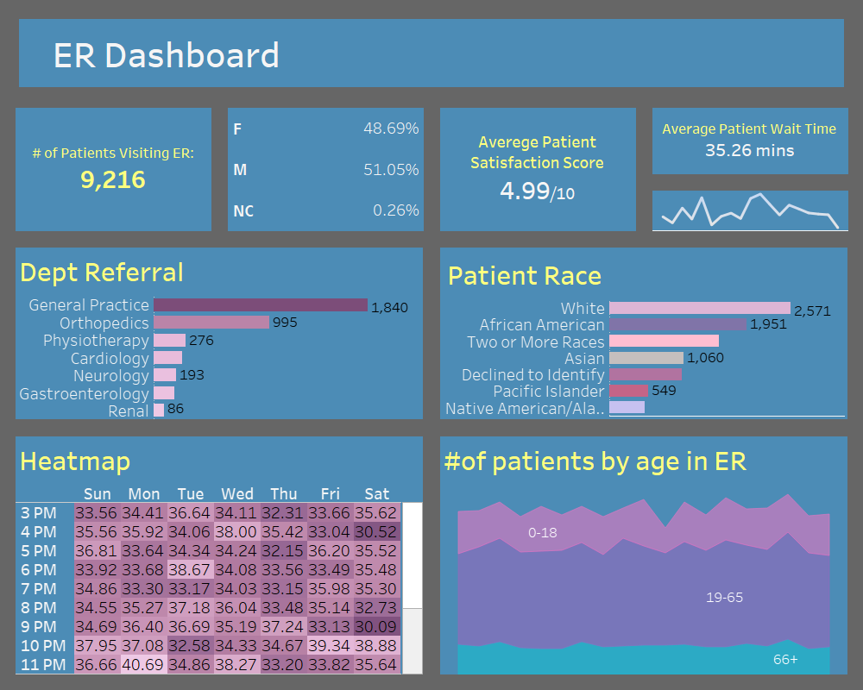 ER Dashboard
# of Patients Visiting ER:
9,216
F 48.69%
M 51.05%
NC 0.26%
Averege Patient
Satisfaction Score
4.99/10
Average Patient Wait Time
35.26 mins
Dept Referral
General Practice 1,840
Orthopedics 995
Physiotherapy 276
Cardiology
Neurology 193
Gastroenterology
Renal 86
Patient Race
White 2,571
African American 1,951
Two or More Races
Asian 1,060
Declined to Identify
Pacific Islander 549
Native American/Ala..
Heatmap
Sun Mon Tue Wed Thu Fri Sat
3 PM 33.56 34.41 36.64 34.11 32.31 33.66 35.62
4 PM 35.56 35.92 34.06 38.00 35.42 33.04 30.52
5 PM 36.81 33.64 34.34 34.24 32.15 36.20 35.52
6 PM 33.92 33.68 38.67 34.08 33.56 33.49 35.48
7 PM 34.86 33.30 33.17 34.03 33.15 35.98 35.30
8 PM 34.55 35.27 37.18 36.04 33.48 35.14 32.73
9 PM 34.69 36.40 36.69 35.19 37.24 33.13 30.09
10 PM 37.95 37.08 32.58 34.33 34.67 39.34 38.88
11 PM 36.66 40.69 34.86 38.27 33.20 33.82 35.64
#of patients by age in ER
0-18
19-65
66+